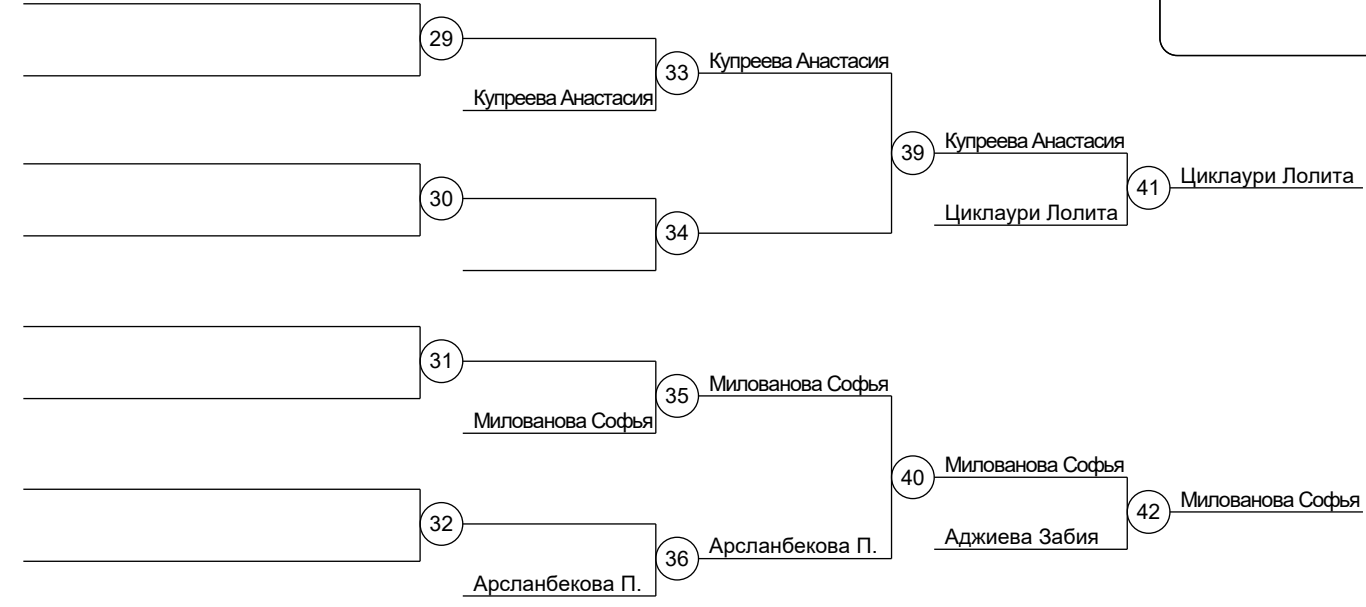 29
33
Купреева Анастасия
Купреева Анастасия
39
Купреева Анастасия
41
Циклаури Лолита
30
Циклаури Лолита
34
31
35
Милованова Софья
Милованова Софья
40
Милованова Софья
42
Милованова Софья
32
Аджиева Забия
36
Арсланбекова П.
Арсланбекова П.